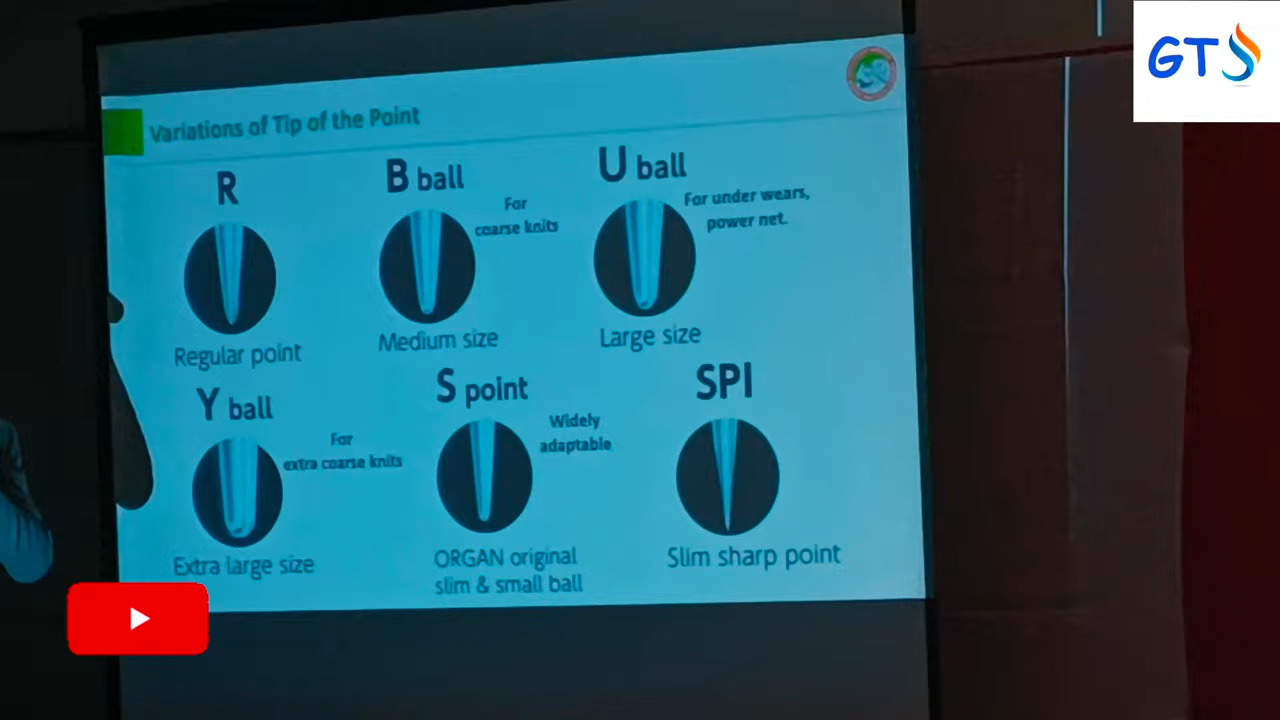 GTS
Variations of Tip of the Point
R
B ball
U ball
For
coarse knits
For under wears,
power net.
Regular point
Medium size
Large size
Y ball
S point
SPI
For
extra coarse knits
Widely
adaptable
Extra large size
ORGAN original
slim & small ball
Slim sharp point